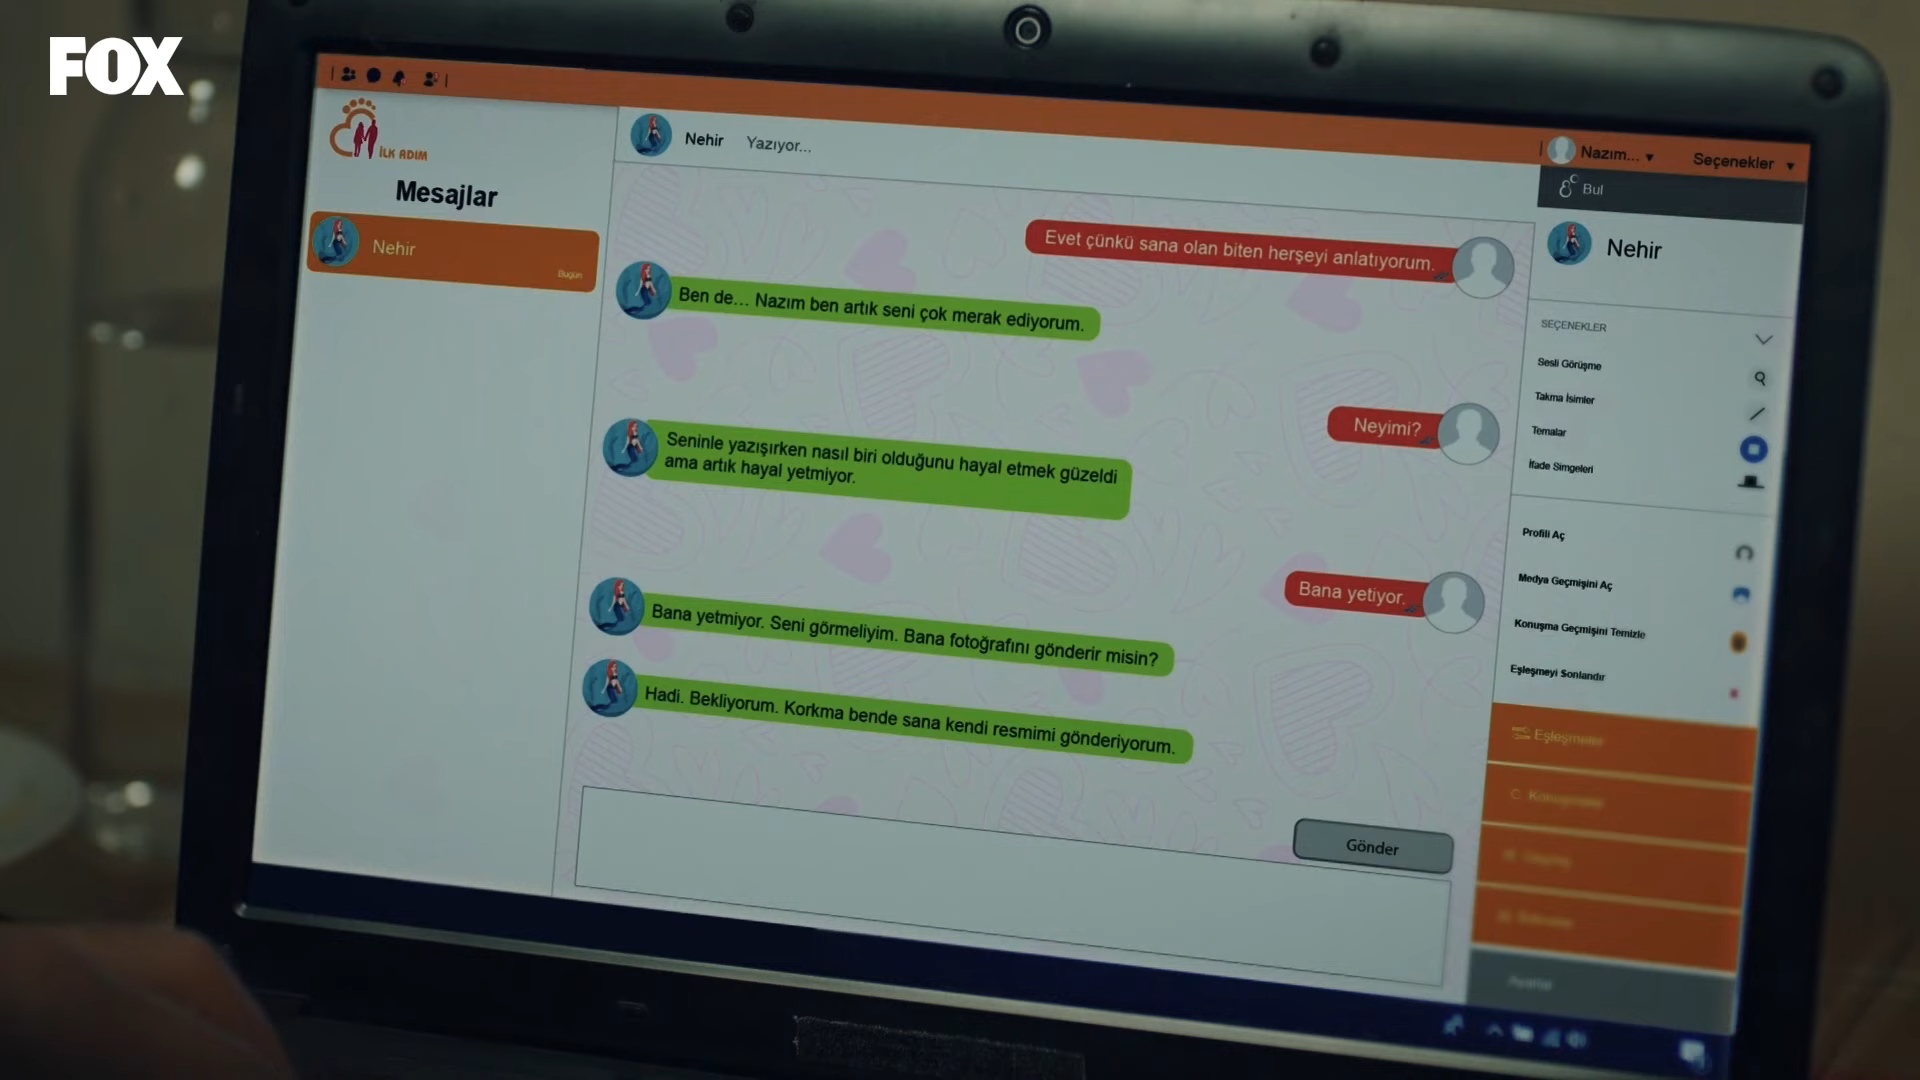 FOX
İLK ADIM
Mesajlar
Nehir
Bugün
Nehir Yazıyor...
Evet çünkü sana olan biten herşeyi anlatıyorum.
Ben de... Nazım ben artık seni çok merak ediyorum.
Neyimi?
Seninle yazışırken nasıl biri olduğunu hayal etmek güzeldi
ama artık hayal yetmiyor.
Bana yetiyor.
Bana yetmiyor. Seni görmeliyim. Bana fotoğrafını gönderir misin?
Hadi. Bekliyorum. Korkma bende sana kendi resmimi gönderiyorum.
Gönder
Nazım... Seçenekler
Bul
Nehir
SEÇENEKLER
Sesli Görüşme
Takma İsimler
Temalar
İfade Simgeleri
Profili Aç
Medya Geçmişini Aç
Konuşma Geçmişini Temizle
Eşleşmeyi Sonlandır
Eşleşmeler
Konuşmalar
Ayarlar